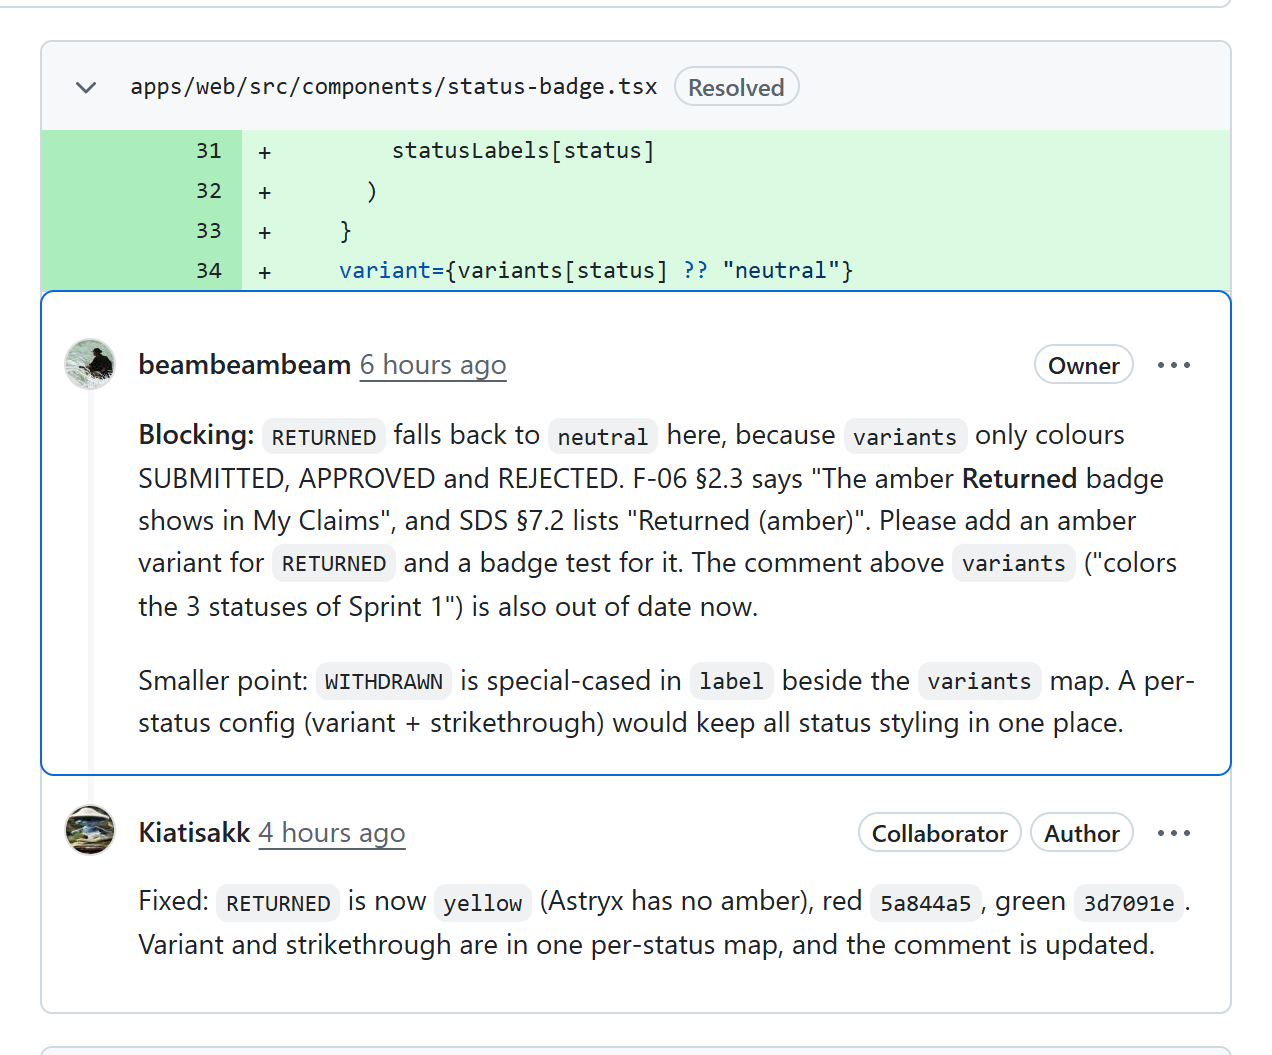 apps/web/src/components/status-badge.tsx Resolved
31 + statusLabels[status]
32 + )
33 + }
34 + variant={variants[status] ?? "neutral"}
beambeambeam 6 hours ago Owner
Blocking: RETURNED falls back to neutral here, because variants only colours
SUBMITTED, APPROVED and REJECTED. F-06 §2.3 says "The amber Returned badge
shows in My Claims", and SDS §7.2 lists "Returned (amber)". Please add an amber
variant for RETURNED and a badge test for it. The comment above variants ("colors
the 3 statuses of Sprint 1") is also out of date now.
Smaller point: WITHDRAWN is special-cased in label beside the variants map. A per-
status config (variant + strikethrough) would keep all status styling in one place.
Kiatisakk 4 hours ago Collaborator Author
Fixed: RETURNED is now yellow (Astryx has no amber), red 5a844a5, green 3d7091e.
Variant and strikethrough are in one per-status map, and the comment is updated.